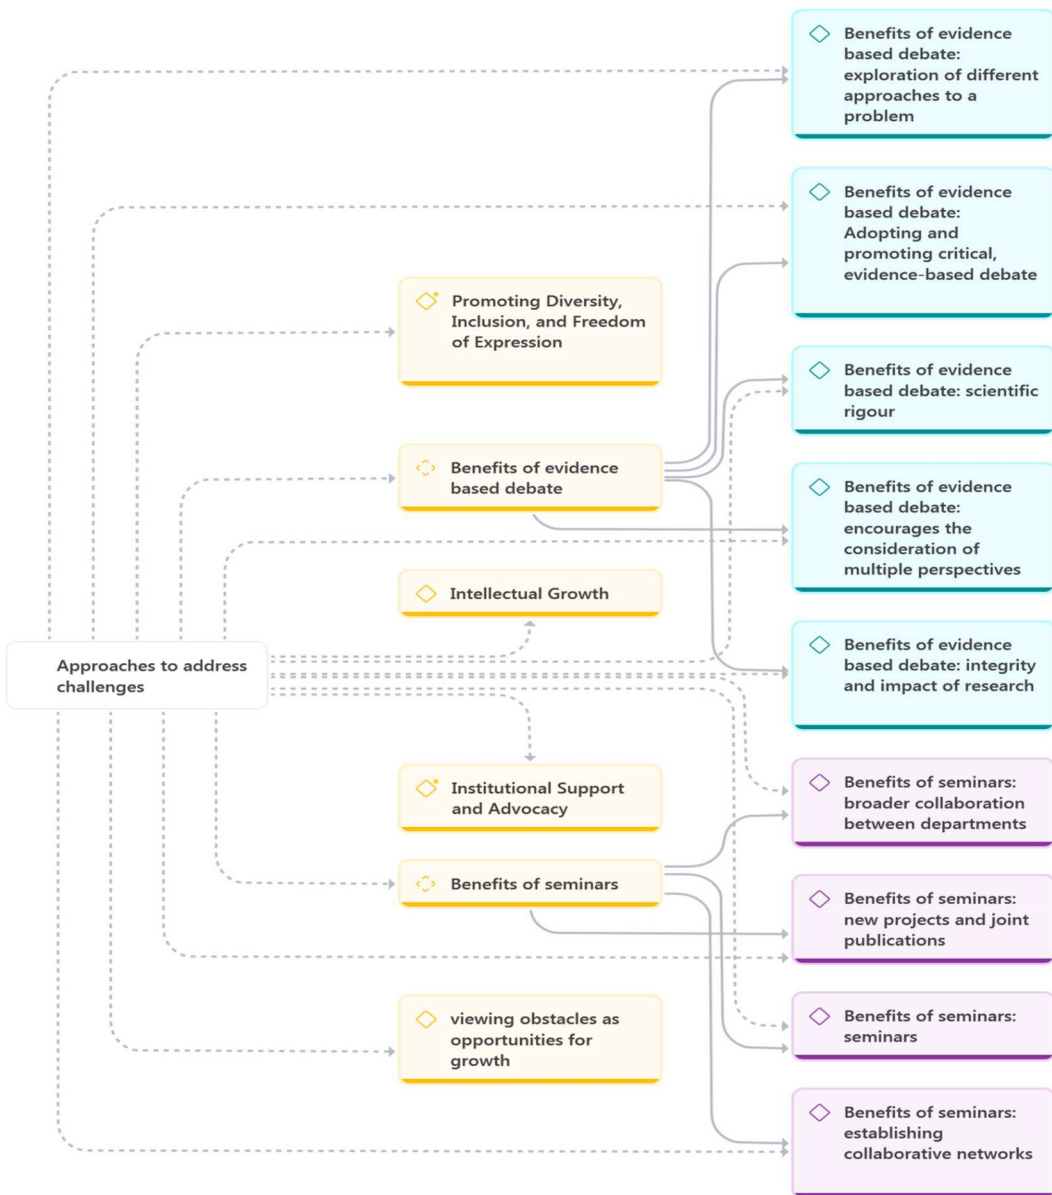 Approaches to address
challenges
Promoting Diversity,
Inclusion, and Freedom
of Expression
Benefits of evidence
based debate
Intellectual Growth
Institutional Support
and Advocacy
Benefits of seminars
viewing obstacles as
opportunities for
growth
Benefits of evidence
based debate:
exploration of different
approaches to a
problem
Benefits of evidence
based debate:
Adopting and
promoting critical,
evidence-based debate
Benefits of evidence
based debate: scientific
rigour
Benefits of evidence
based debate:
encourages the
consideration of
multiple perspectives
Benefits of evidence
based debate: integrity
and impact of research
Benefits of seminars:
broader collaboration
between departments
Benefits of seminars:
new projects and joint
publications
Benefits of seminars:
seminars
Benefits of seminars:
establishing
collaborative networks